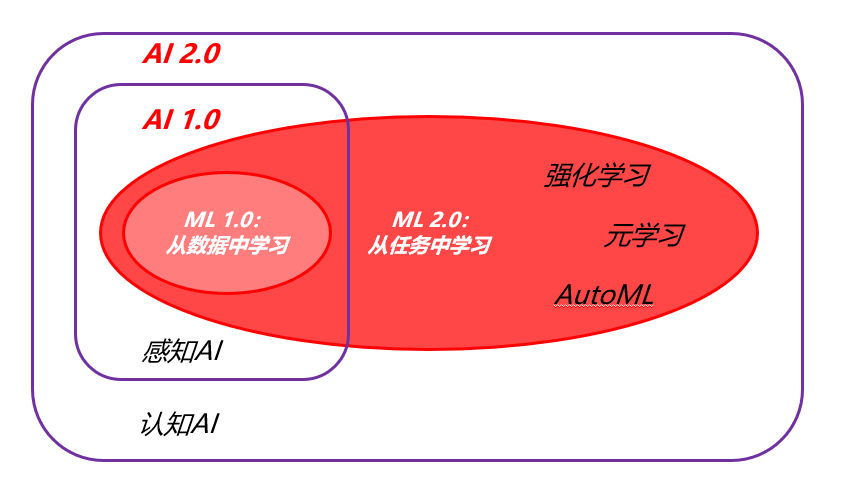 AI 2.0
AI 1.0
强化学习
ML 1.0：
从数据中学习
ML 2.0：
从任务中学习
元学习
AutoML
感知AI
认知AI